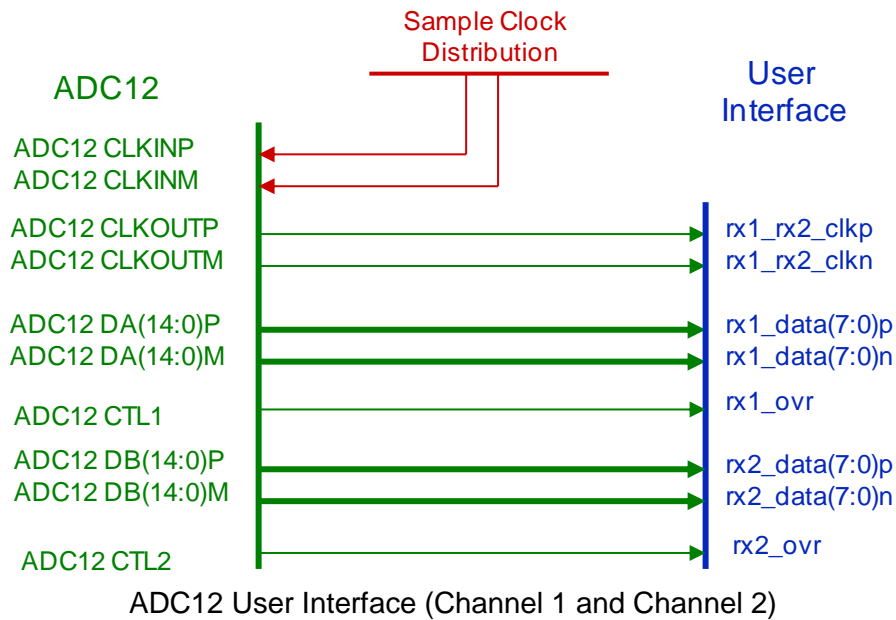 Sample Clock
Distribution
ADC12
User
Interface
ADC12 CLKINP
ADC12 CLKINM
ADC12 CLKOUTP
rx1_rx2_clkp
ADC12 CLKOUTM
rx1_rx2_clkn
ADC12 DA(14:0)P
rx1_data(7:0)p
ADC12 DA(14:0)M
rx1_data(7:0)n
ADC12 CTL1
rx1_ovr
ADC12 DB(14:0)P
rx2_data(7:0)p
ADC12 DB(14:0)M
rx2_data(7:0)n
ADC12 CTL2
rx2_ovr
ADC12 User Interface (Channel 1 and Channel 2)